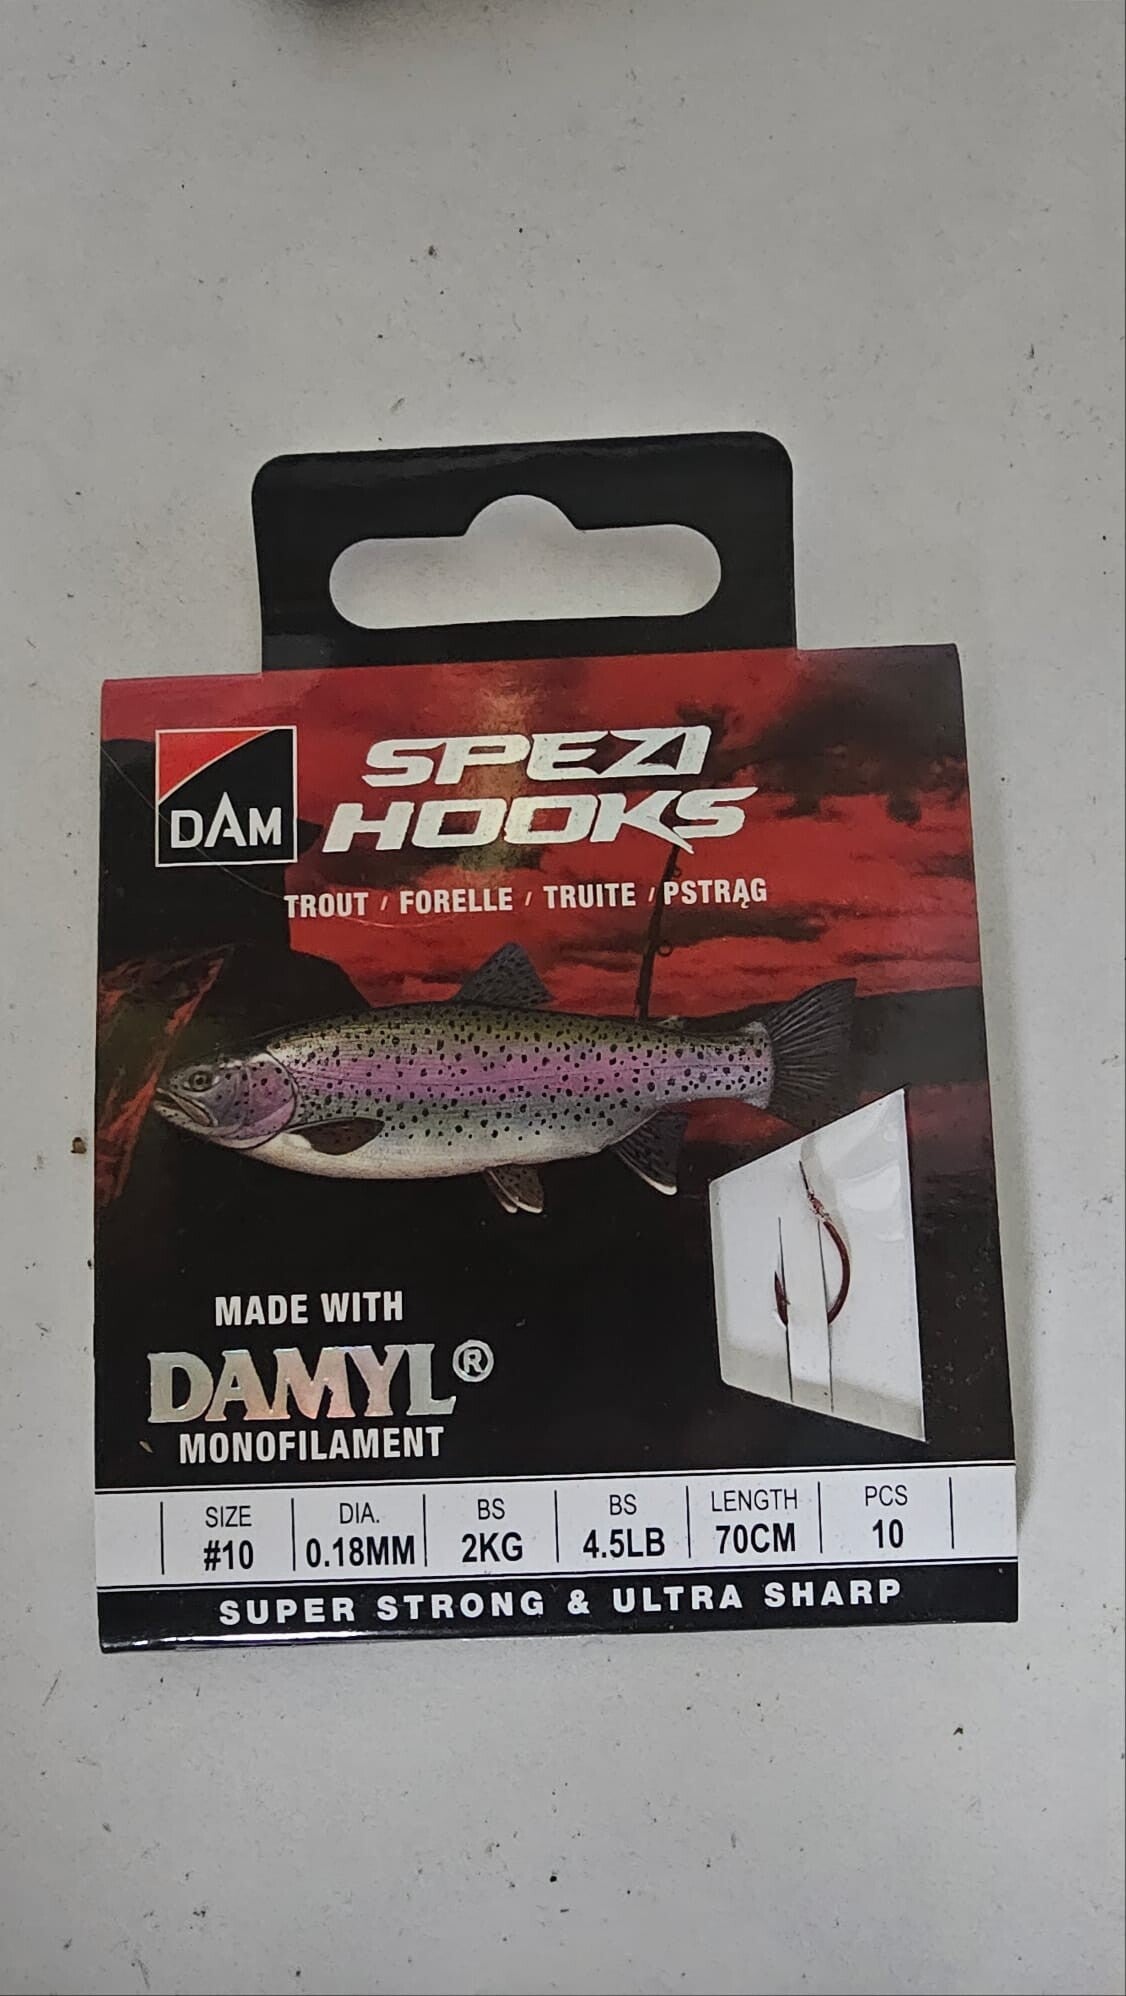 DAM
SPEZI
HOOKS
TROUT / FORELLE / TRUITE / PSTRĄG
MADE WITH
DAMYL®
MONOFILAMENT
SIZE DIA. BS BS LENGTH PCS
#10 0.18MM 2KG 4.5LB 70CM 10
SUPER STRONG & ULTRA SHARP